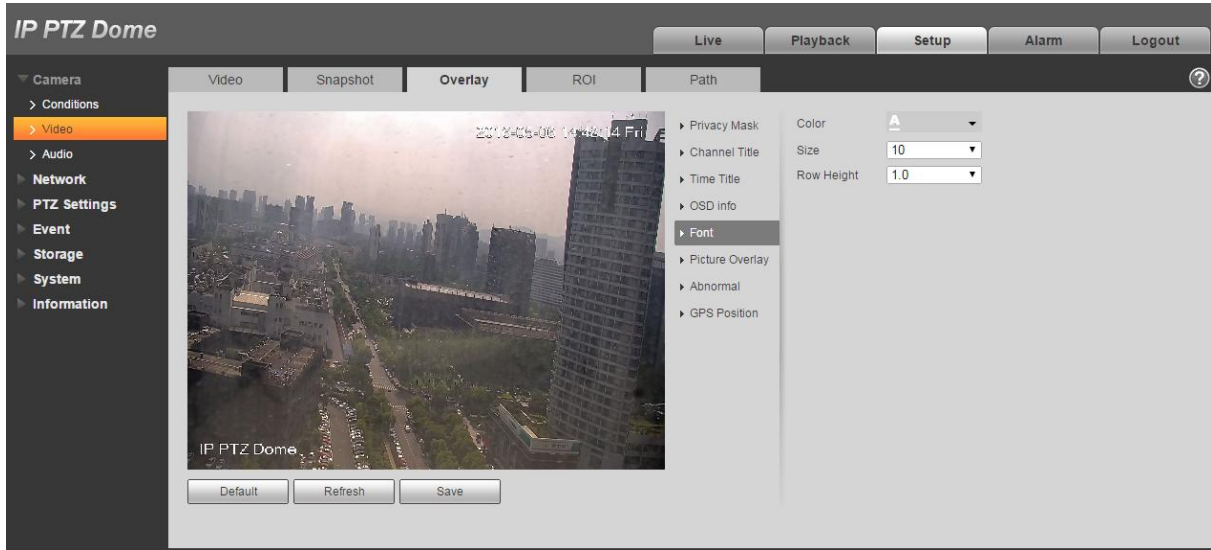 IP PTZ Dome
Live
Playback
Setup
Alarm
Logout
Camera
Conditions
Video
Audio
Network
PTZ Settings
Event
Storage
System
Information
Video
Snapshot
Overlay
ROI
Path
?
14 Fri
IP PTZ Dome
Default
Refresh
Save
Privacy Mask
Channel Title
Time Title
OSD info
Font
Picture Overlay
Abnormal
GPS Position
Color A
Size 10
Row Height 1.0